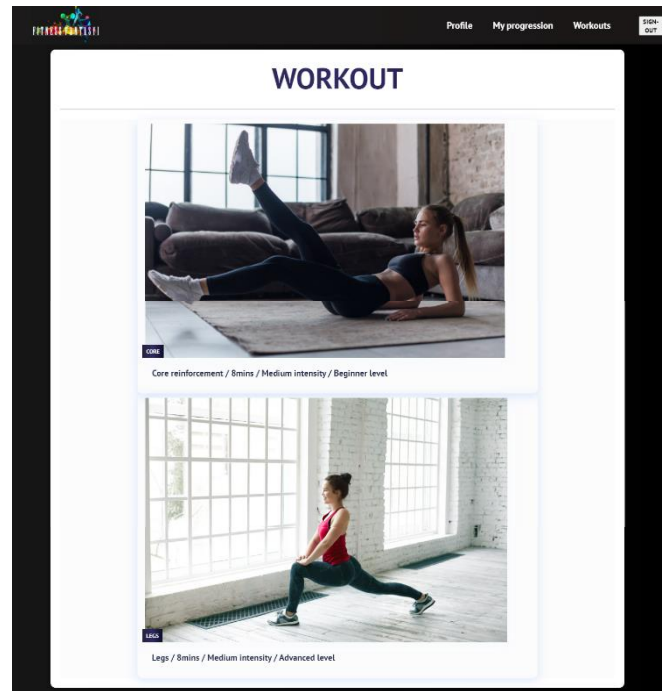 Profile My progression Workouts SIGN-
OUT
WORKOUT
CORE
Core reinforcement / 8mins / Medium intensity / Beginner level
LEGS
Legs / 8mins / Medium intensity / Advanced level